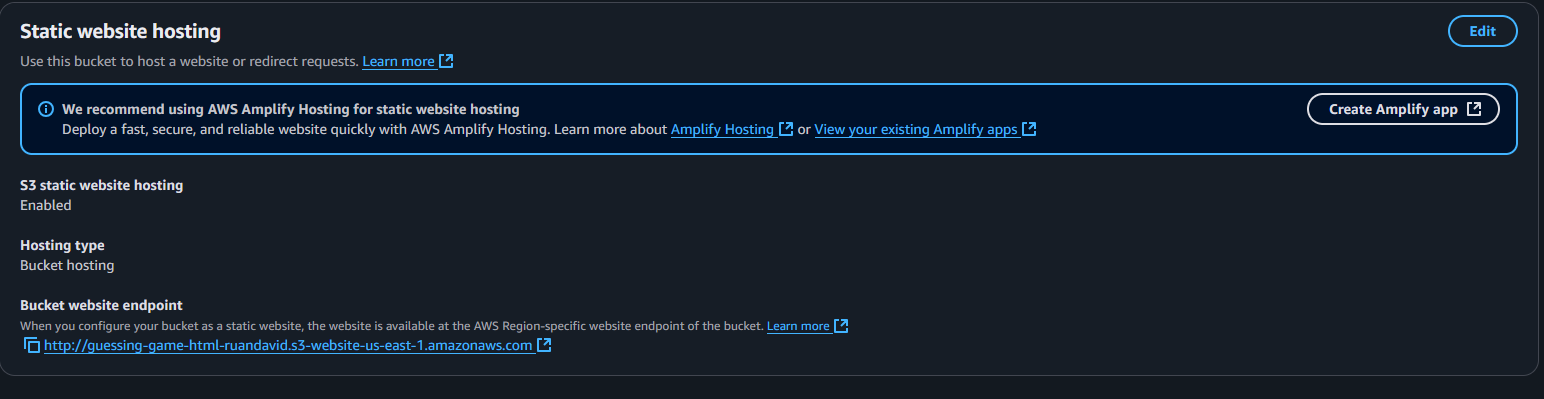 Static website hosting
Edit
Use this bucket to host a website or redirect requests. Learn more
We recommend using AWS Amplify Hosting for static website hosting
Create Amplify app
Deploy a fast, secure, and reliable website quickly with AWS Amplify Hosting. Learn more about Amplify Hosting or View your existing Amplify apps
S3 static website hosting
Enabled
Hosting type
Bucket hosting
Bucket website endpoint
When you configure your bucket as a static website, the website is available at the AWS Region-specific website endpoint of the bucket. Learn more
http://guessing-game-html-ruandavid.s3-website-us-east-1.amazonaws.com